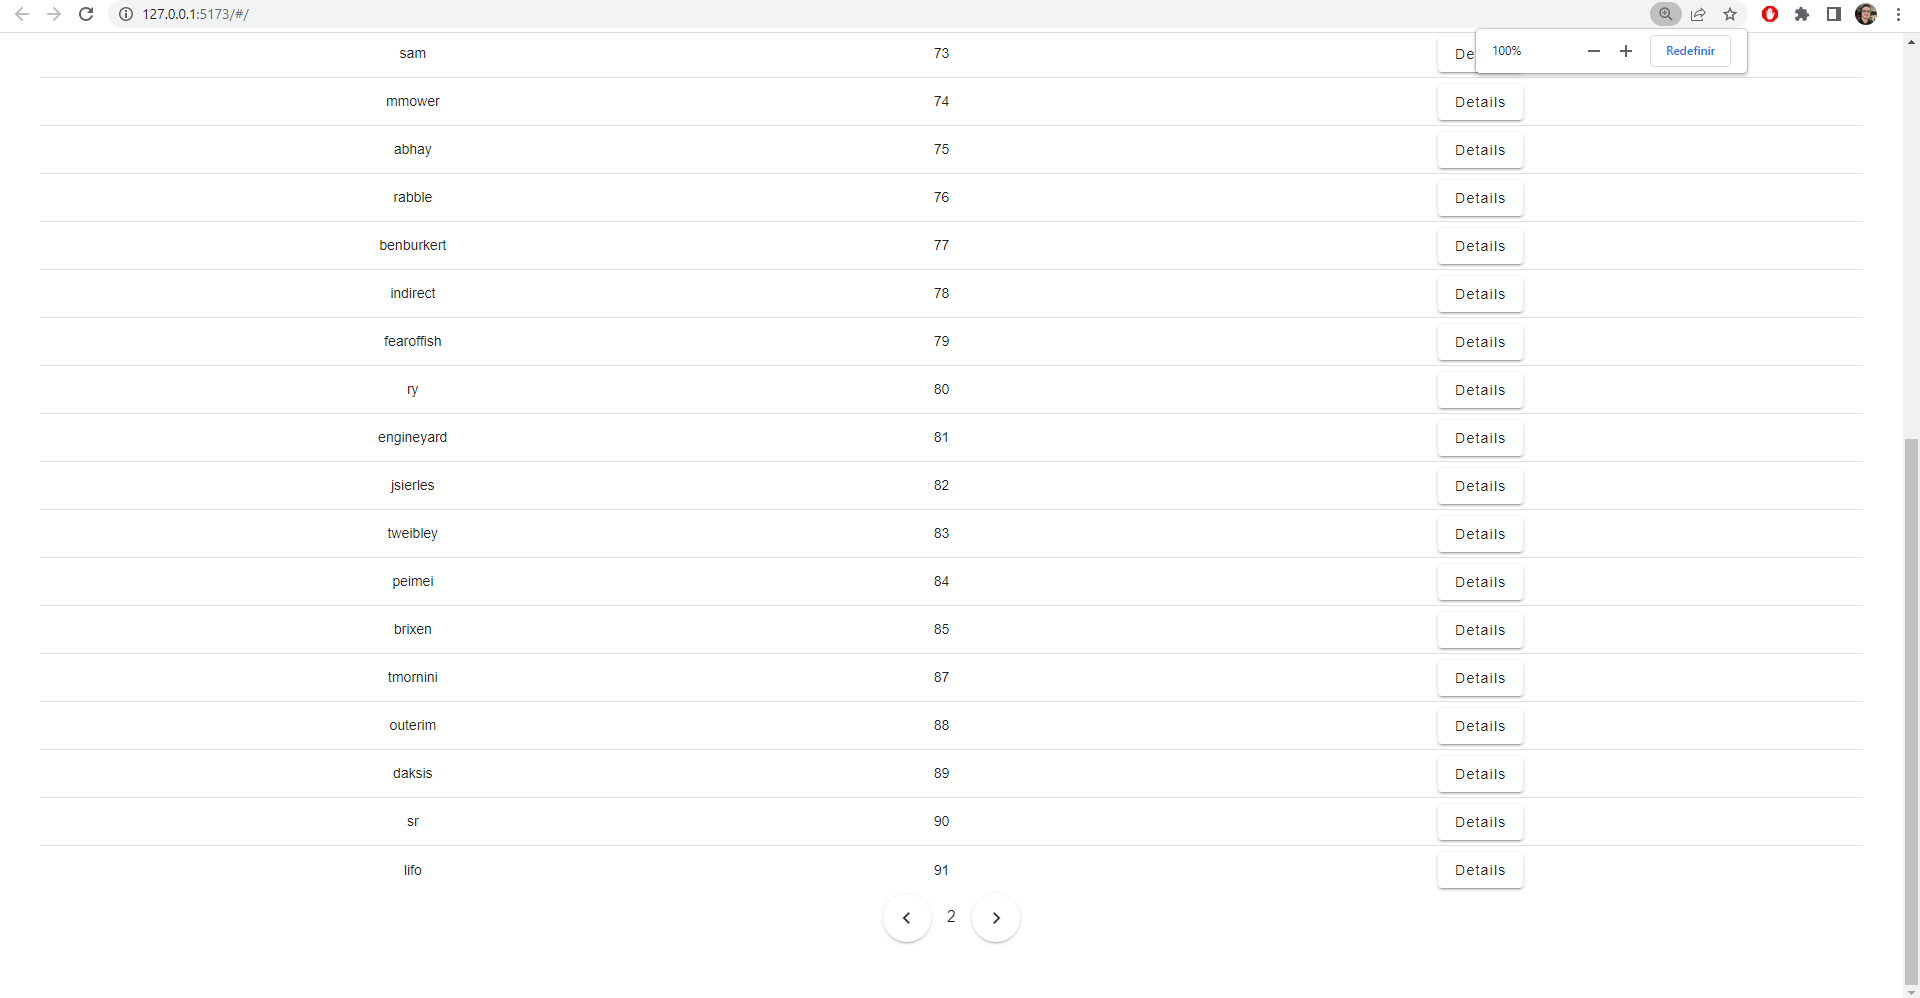 127.0.0.1:5173/#/
100% Redefinir
sam 73 De
mmower 74 Details
abhay 75 Details
rabble 76 Details
benburkert 77 Details
indirect 78 Details
fearoffish 79 Details
ry 80 Details
engineyard 81 Details
jsierles 82 Details
tweibley 83 Details
peimei 84 Details
brixen 85 Details
tmornini 87 Details
outerim 88 Details
daksis 89 Details
sr 90 Details
lifo 91 Details
2